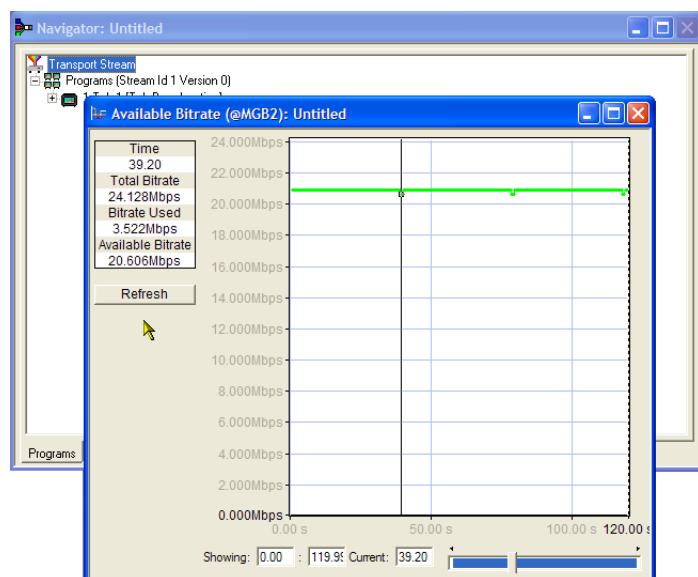 Navigator: Untitled
Transport Stream
Programs (Stream Id 1 Version 0)
Available Bitrate (@MGB2): Untitled
Time
39.20
Total Bitrate
24.128Mbps
Bitrate Used
3.522Mbps
Available Bitrate
20.606Mbps
Refresh
24.000Mbps
22.000Mbps
20.000Mbps
18.000Mbps
16.000Mbps
14.000Mbps
12.000Mbps
10.000Mbps
8.000Mbps
6.000Mbps
4.000Mbps
2.000Mbps
0.000Mbps
0.00 s 50.00 s 100.00 s 120.00 s
Programs
Showing: 0.00 : 119.99 Current: 39.20